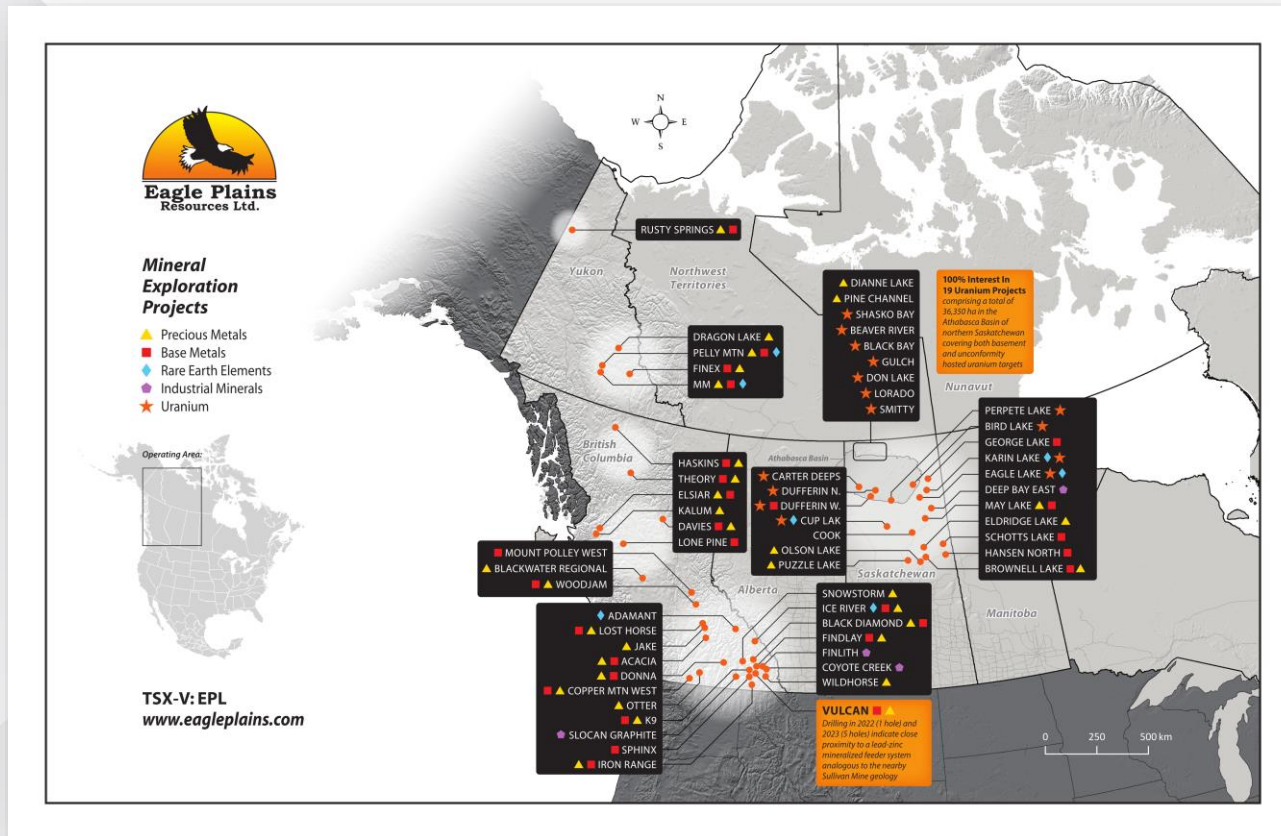 Eagle Plains
Resources Ltd.
Mineral
Exploration
Projects
Precious Metals
Base Metals
Rare Earth Elements
Industrial Minerals
Uranium
Operating Area:
TSX-V: EPL
www.eagleplains.com
N
W E
S
RUSTY SPRINGS
Yukon
Northwest
Territories
DRAGON LAKE
PELLY MTN
FINEX
MM
DIANNE LAKE
PINE CHANNEL
SHASKO BAY
BEAVER RIVER
BLACK BAY
GULCH
DON LAKE
LORADO
SMITTY
100% Interest In
19 Uranium Projects
comprising a total of
36,350 ha in the
Athabasca Basin of
northern Saskatchewan
covering both basement
and unconformity
hosted uranium targets
Nunavut
British
Columbia
HASKINS
THEORY
ELSIAR
KALUM
DAVIES
LONE PINE
Athabasca Basin
CARTER DEEPS
DUFFERIN N.
DUFFERIN W.
CUP LAK
COOK
OLSON LAKE
PUZZLE LAKE
PERPETE LAKE
BIRD LAKE
GEORGE LAKE
KARIN LAKE
EAGLE LAKE
DEEP BAY EAST
MAY LAKE
ELDRIDGE LAKE
SCHOTTS LAKE
HANSEN NORTH
BROWNELL LAKE
MOUNT POLLEY WEST
BLACKWATER REGIONAL
WOODJAM
Alberta
Saskatchewan
Manitoba
ADAMANT
LOST HORSE
JAKE
ACACIA
DONNA
COPPER MTN WEST
OTTER
K9
SLOCAN GRAPHITE
SPHINX
IRON RANGE
SNOWSTORM
ICE RIVER
BLACK DIAMOND
FINDLAY
FINLITH
COYOTE CREEK
WILDHORSE
VULCAN
Drilling in 2022 (1 hole) and
2023 (5 holes) indicate close
proximity to a lead-zinc
mineralized feeder system
analogous to the nearby
Sullivan Mine geology
0 250 500 km